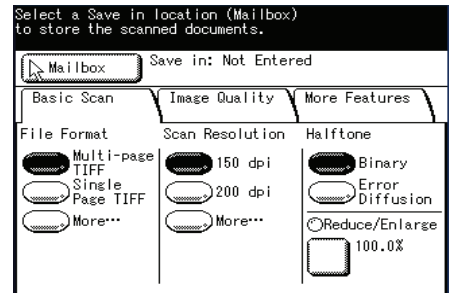 Select a Save in location (Mailbox)
to store the scanned documents.
Mailbox
Save in: Not Entered
Basic Scan
Image Quality
More Features
File Format
Multi-page
TIFF
Single
Page TIFF
More…
Scan Resolution
150 dpi
200 dpi
More…
Halftone
Binary
Error
Diffusion
Reduce/Enlarge
100.0%